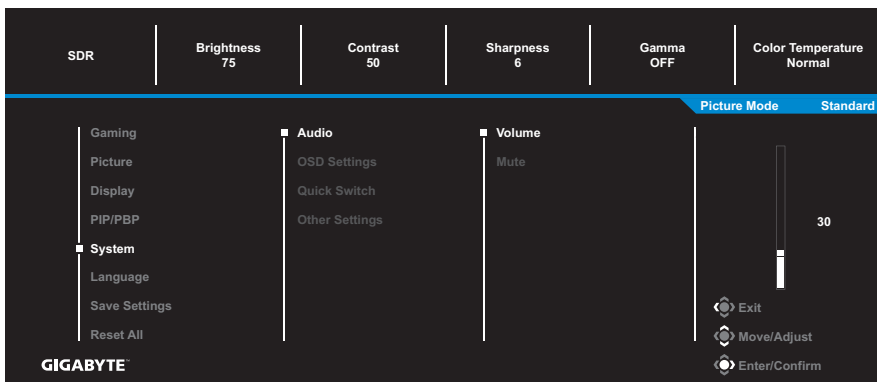 SDR
Brightness
75
Contrast
50
Sharpness
6
Gamma
OFF
Color Temperature
Normal
Picture Mode Standard
Gaming
Picture
Display
PIP/PBP
System
Language
Save Settings
Reset All
Audio
OSD Settings
Quick Switch
Other Settings
Volume
Mute
30
Exit
Move/Adjust
Enter/Confirm
GIGABYTE™